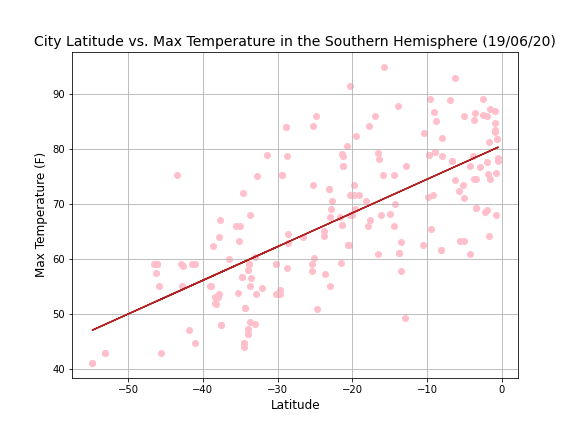 City Latitude vs. Max Temperature in the Southern Hemisphere (19/06/20)
Max Temperature (F)
90
80
70
60
50
40
−50 −40 −30 −20 −10 0
Latitude